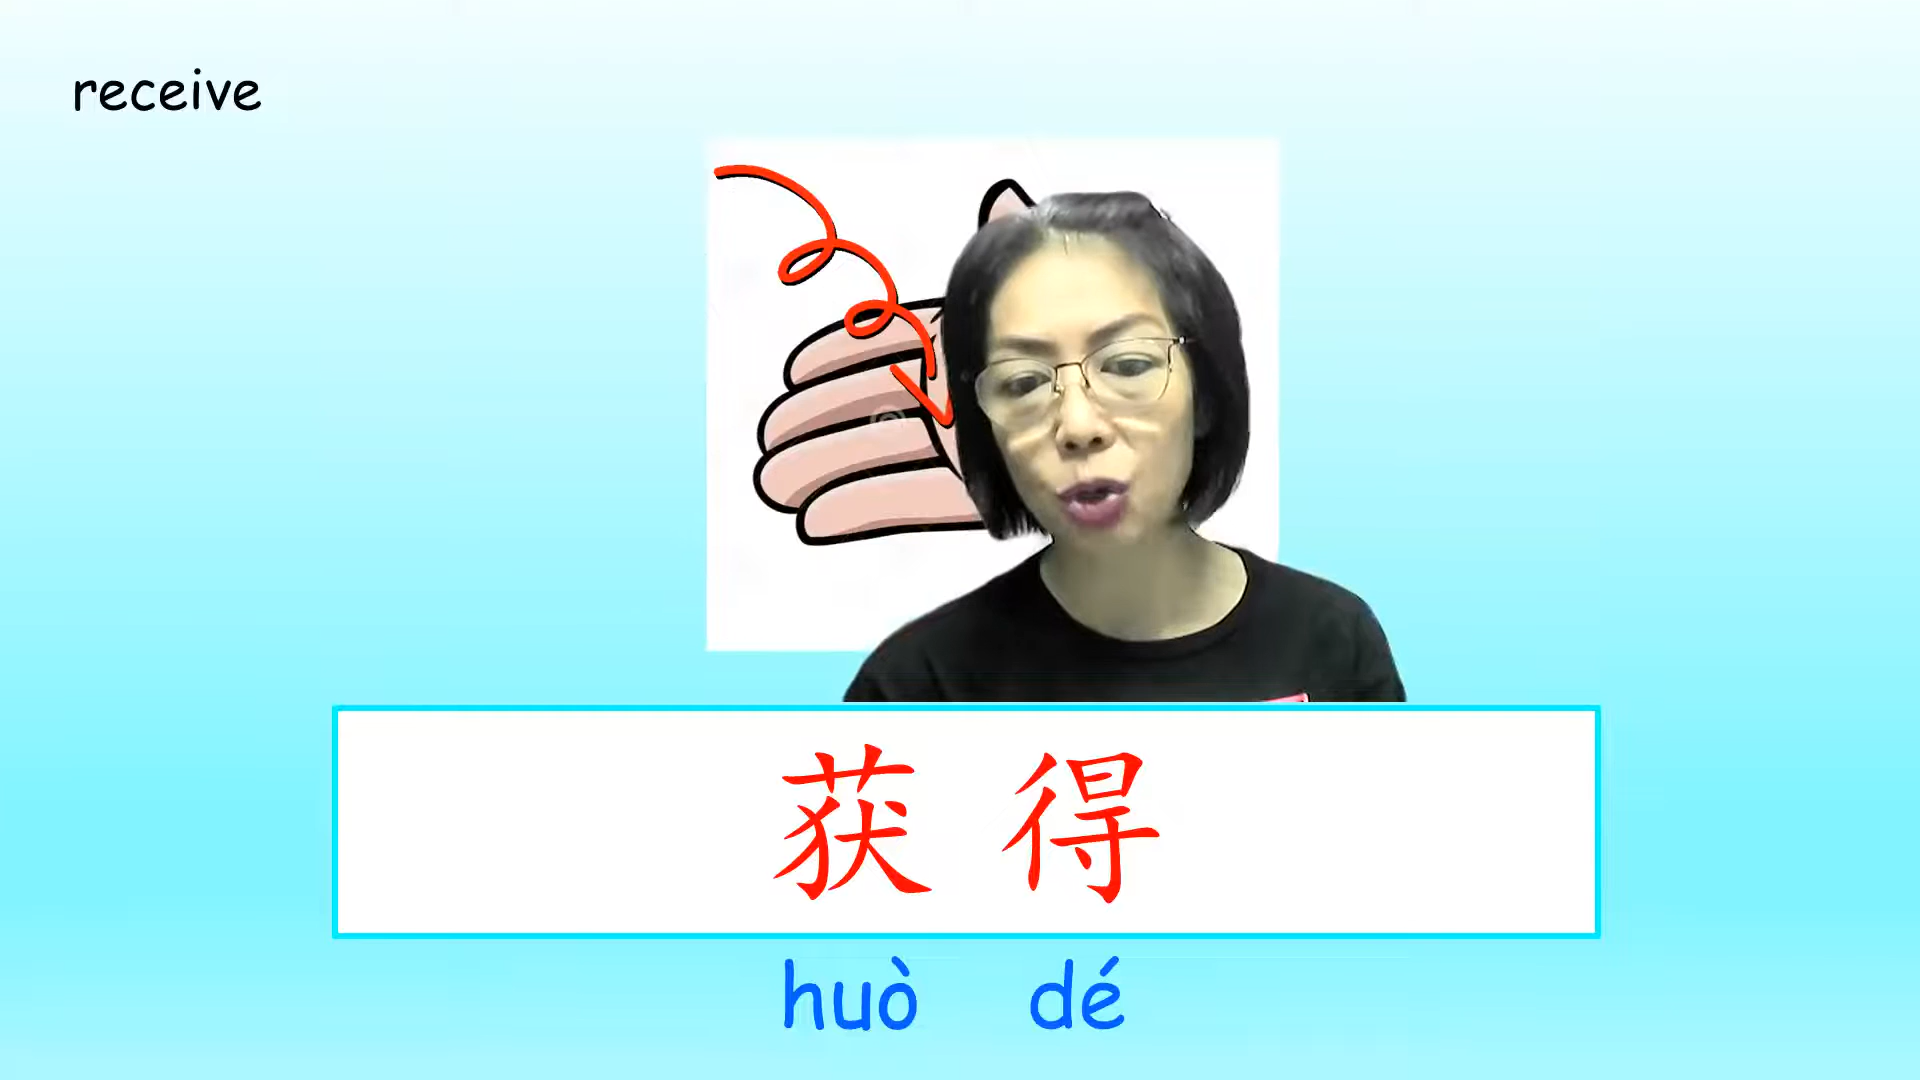 receive
获得
huò dé